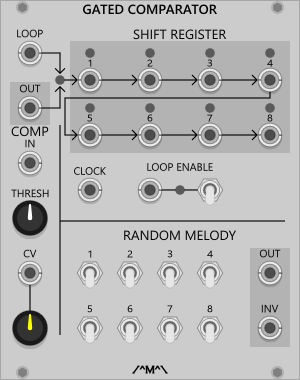 GATED COMPARATOR
LOOP
SHIFT REGISTER
1 2 3 4
OUT
5 6 7 8
COMP
IN
CLOCK
LOOP ENABLE
THRESH
RANDOM MELODY
CV
1 2 3 4
OUT
5 6 7 8
INV